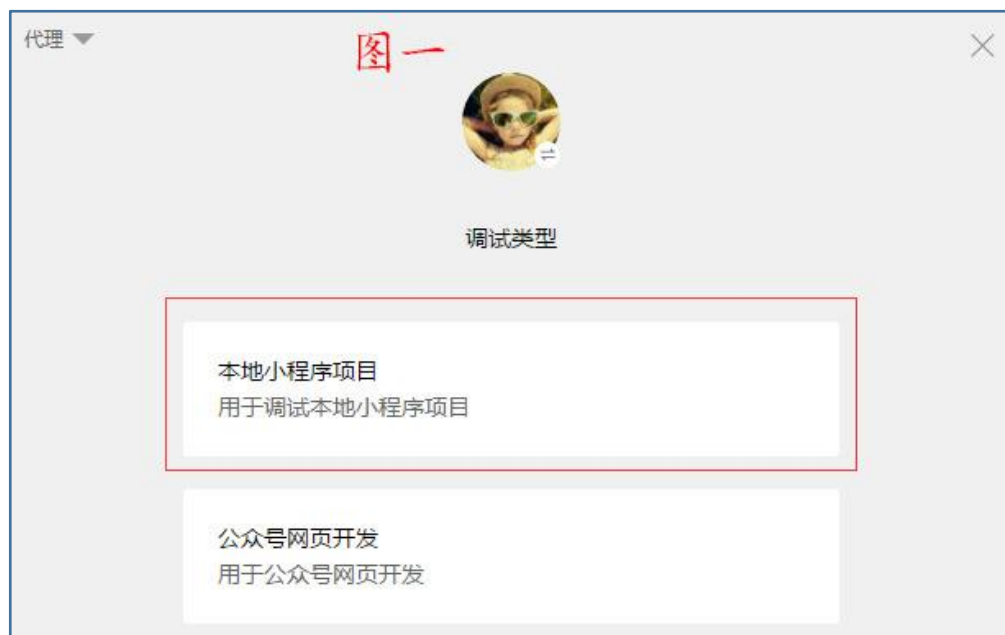 代理
图一
调试类型
本地小程序项目
用于调试本地小程序项目
公众号网页开发
用于公众号网页开发